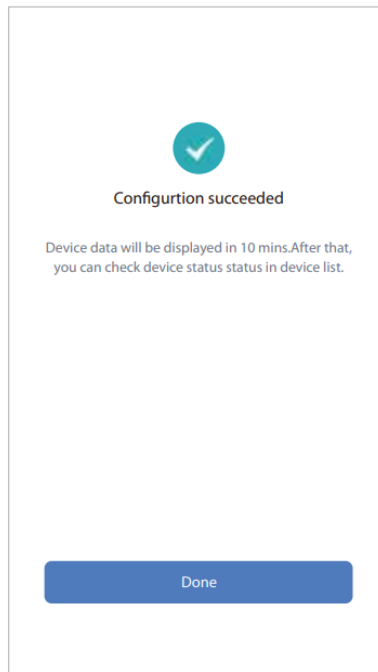 Configurtion succeeded
Device data will be displayed in 10 mins.After that,
you can check device status status in device list.
Done